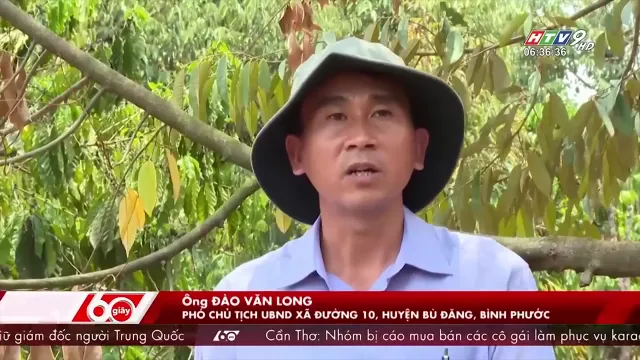 HTV9 HD
06:36:36
Ông ĐÀO VĂN LONG
60 giây
PHÓ CHỦ TỊCH UBND XÃ ĐƯỜNG 10, HUYỆN BÙ ĐĂNG, BÌNH PHƯỚC
giữ giám đốc người Trung Quốc Cần Thơ: Nhóm bị cáo mua bán các cô gái làm phục vụ kara